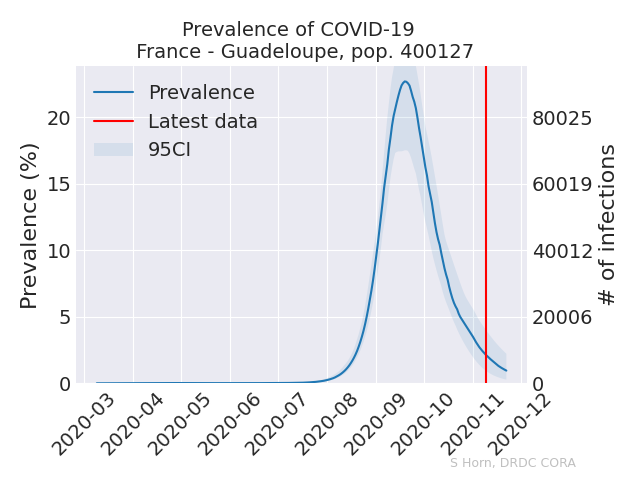 Prevalence of COVID-19
France - Guadeloupe, pop. 400127
Prevalence
Latest data
95CI
Prevalence (%)
20
15
10
5
0
80025
60019
40012
20006
0
# of infections
2020-03
2020-04
2020-05
2020-06
2020-07
2020-08
2020-09
2020-10
2020-11
2020-12
S Horn, DRDC CORA